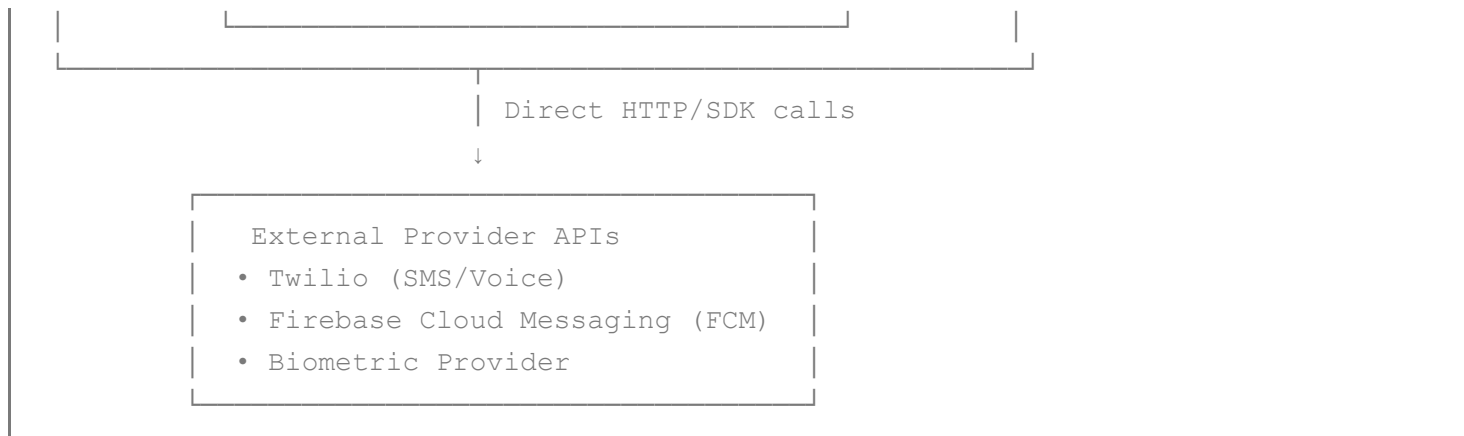 Direct HTTP/SDK calls
↓
External Provider APIs
• Twilio (SMS/Voice)
• Firebase Cloud Messaging (FCM)
• Biometric Provider